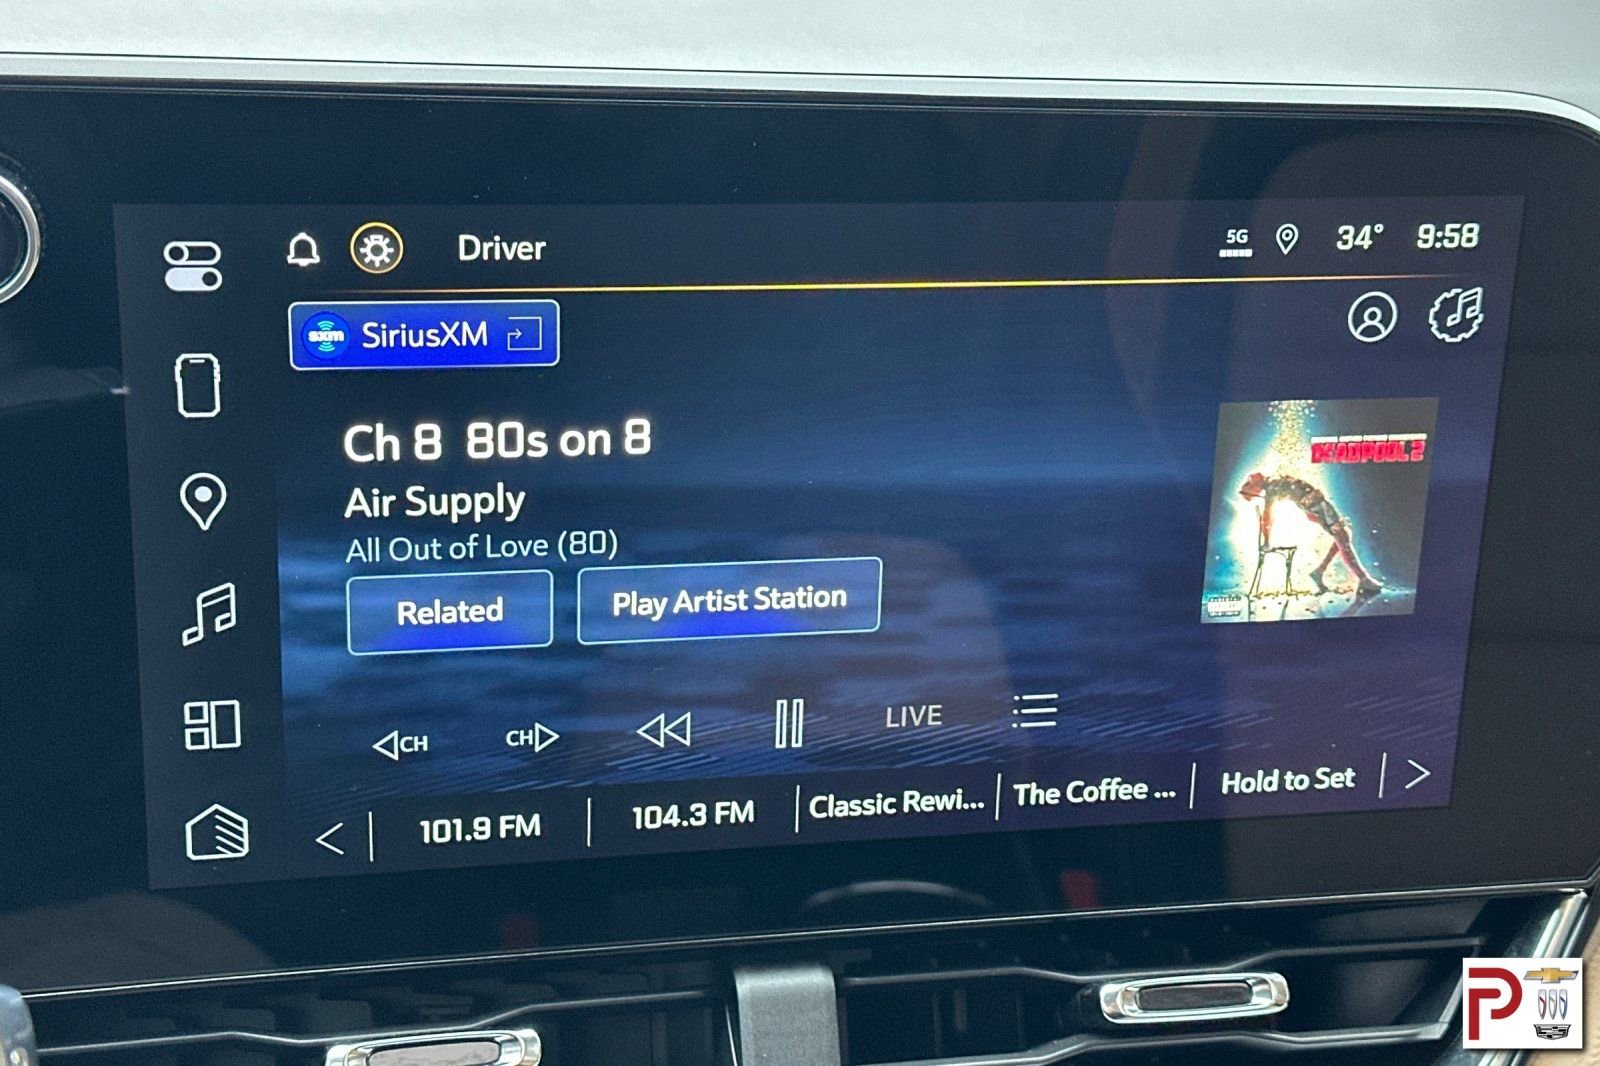 Driver
5G
34°
9:58
sxm SiriusXM
Ch 8 80s on 8
Air Supply
All Out of Love (80)
Related
Play Artist Station
DEADPOOL 2
CH
CH
LIVE
101.9 FM
104.3 FM
Classic Rewi...
The Coffee ...
Hold to Set
P